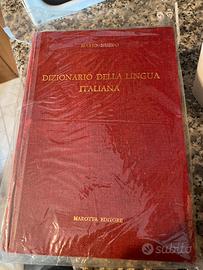 DIZIONARIO DELLA LINGUA
ITALIANA
MAROTTA EDITORE
subito